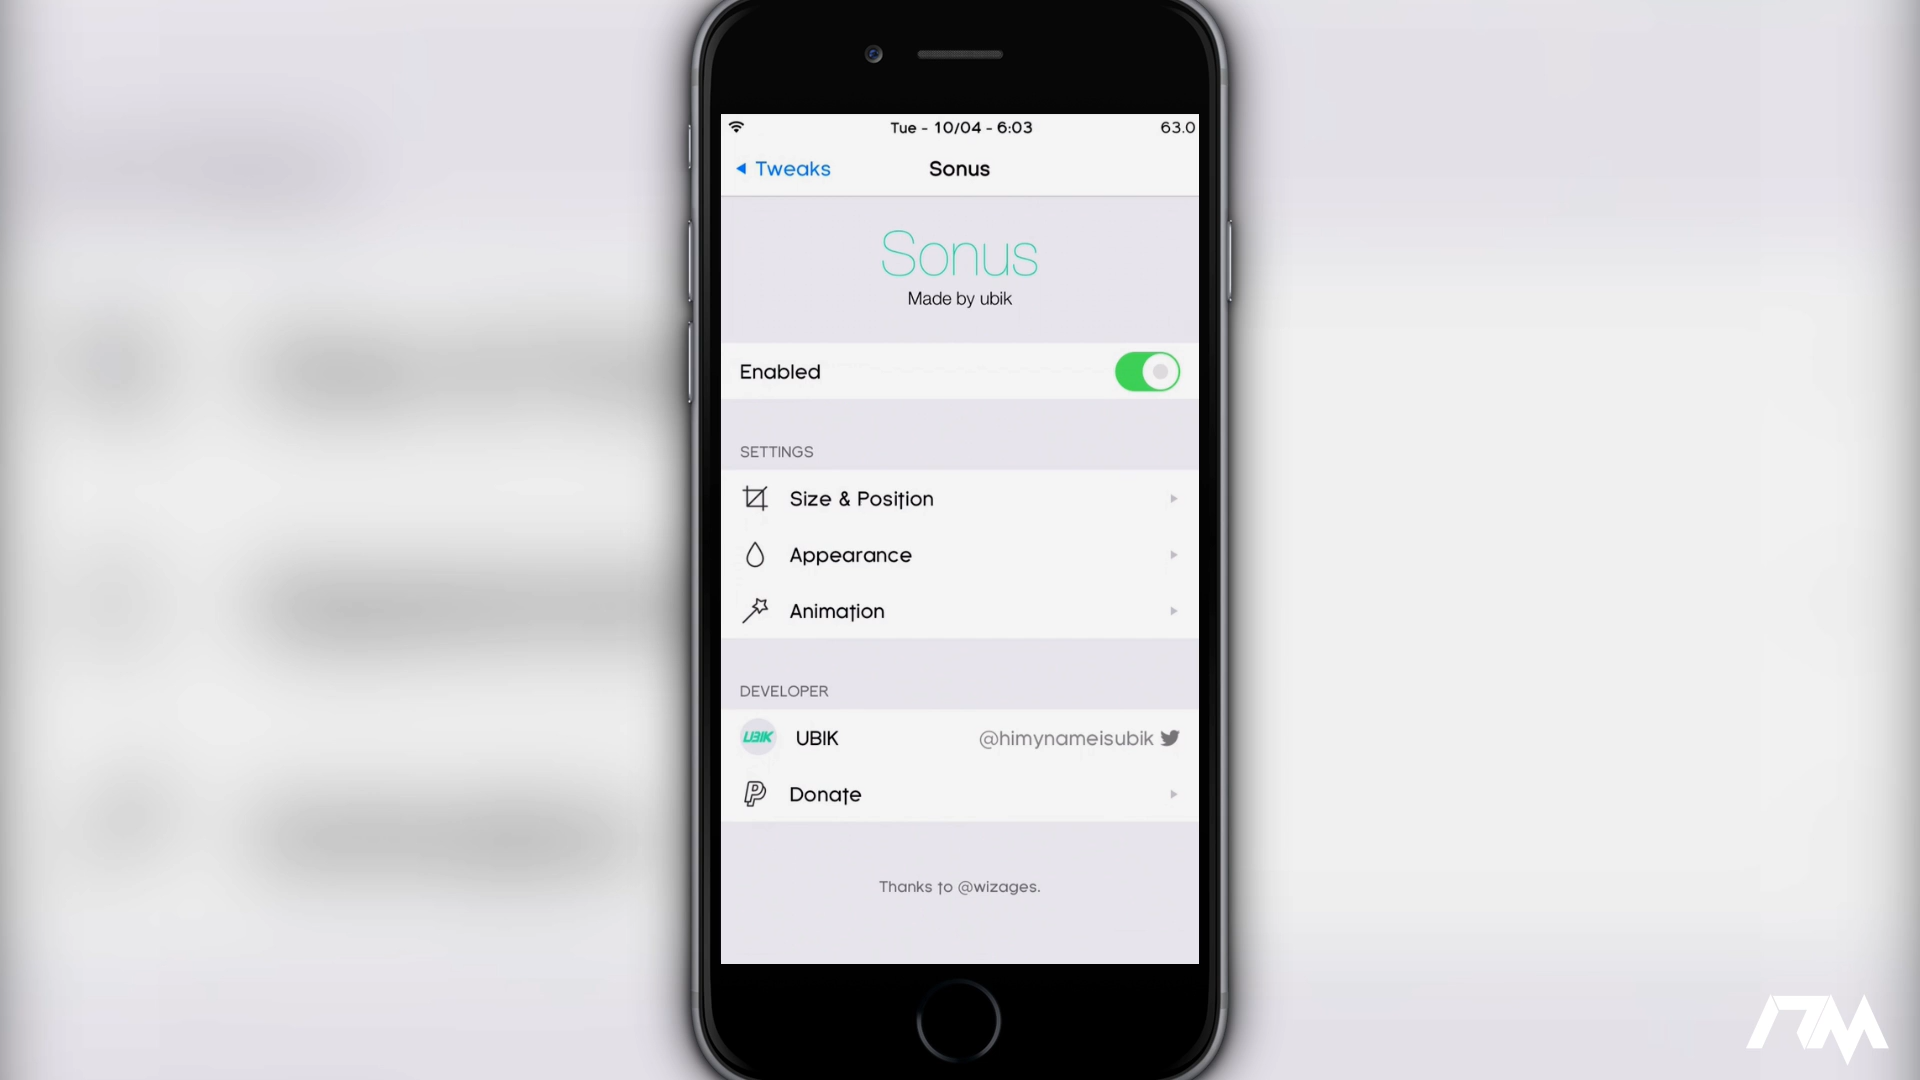 Tue - 10/04 - 6:03
63.0
Tweaks
Sonus
Sonus
Made by ubik
Enabled
SETTINGS
Size & Position
Appearance
Animation
DEVELOPER
UBIK
UBIK
@himynameisubik
Donate
Thanks to @wizages.